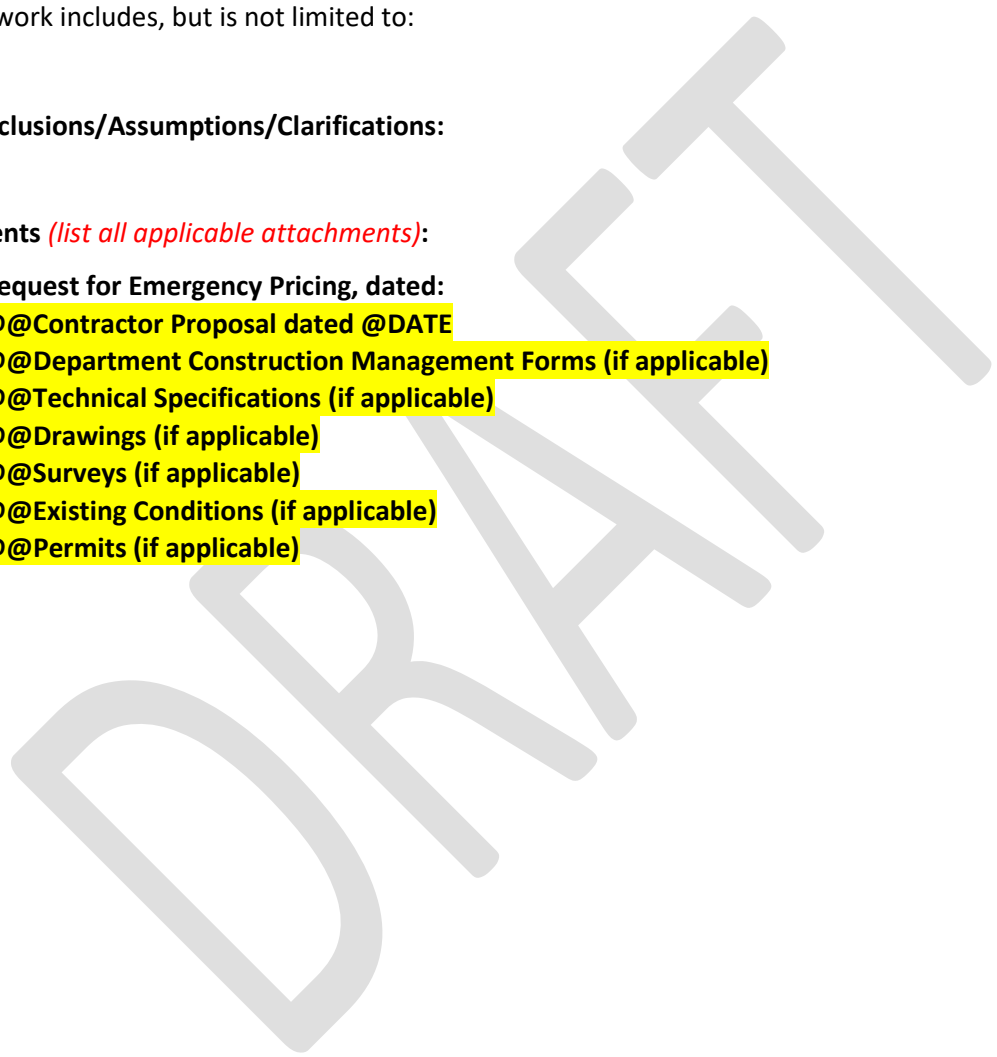 work includes, but is not limited to:
clusions/Assumptions/Clarifications:
ents (list all applicable attachments):
equest for Emergency Pricing, dated:
@Contractor Proposal dated @DATE
@Department Construction Management Forms (if applicable)
@Technical Specifications (if applicable)
@Drawings (if applicable)
@Surveys (if applicable)
@Existing Conditions (if applicable)
@Permits (if applicable)
DRAFT